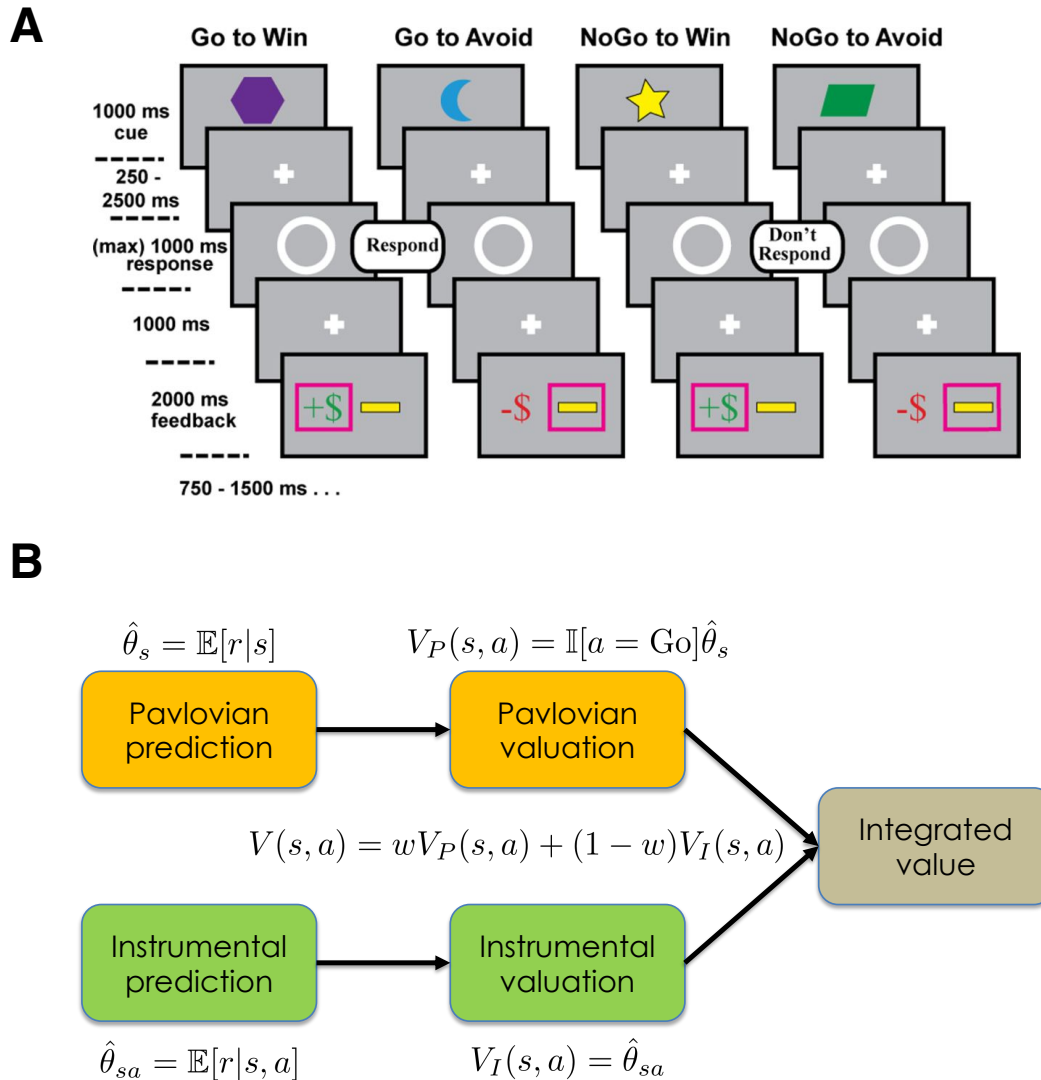 A
Go to Win
Go to Avoid
NoGo to Win
NoGo to Avoid
1000 ms
cue
250 -
2500 ms
(max) 1000 ms
response
Respond
Don't
Respond
1000 ms
2000 ms
feedback
+$
-$
+$
-$
750 - 1500 ms . . .
B
θ̂_s = 𝔼[r|s]
V_P(s, a) = 𝕀[a = Go]θ̂_s
Pavlovian
prediction
Pavlovian
valuation
V(s, a) = wV_P(s, a) + (1 − w)V_I(s, a)
Integrated
value
Instrumental
prediction
Instrumental
valuation
θ̂_sa = 𝔼[r|s, a]
V_I(s, a) = θ̂_sa